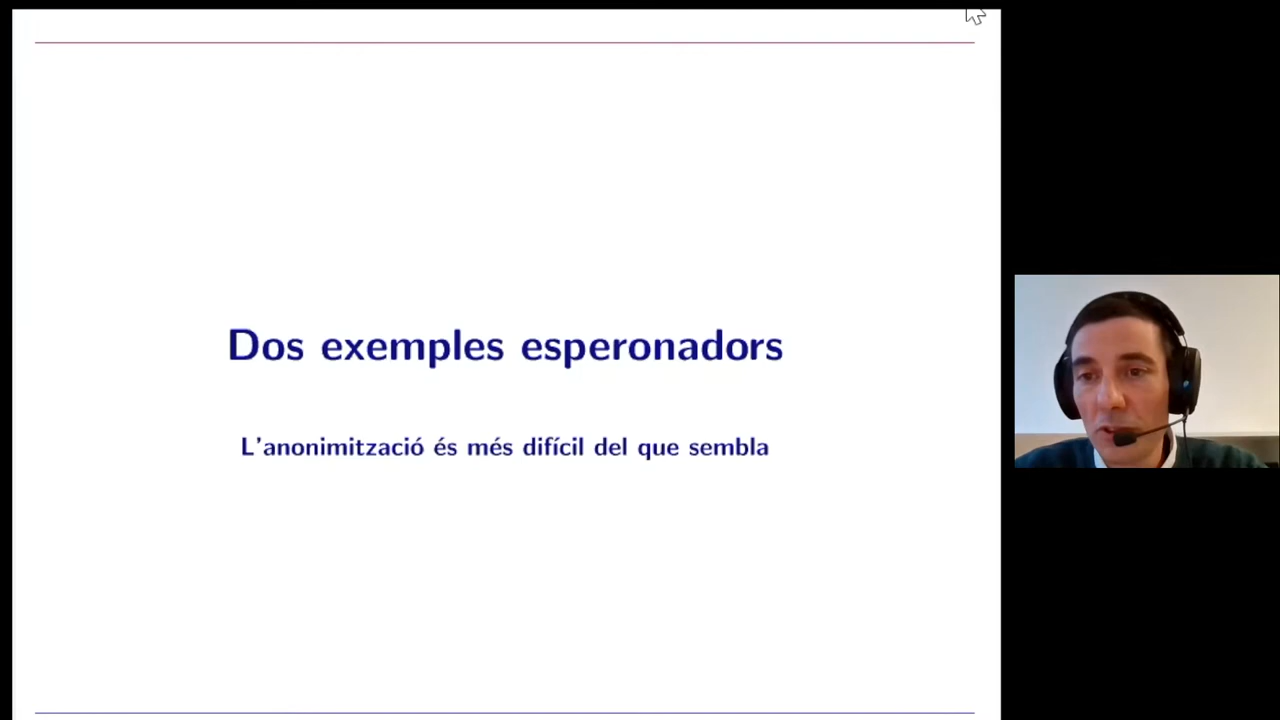 Dos exemples esperonadors
L'anonimització és més difícil del que sembla